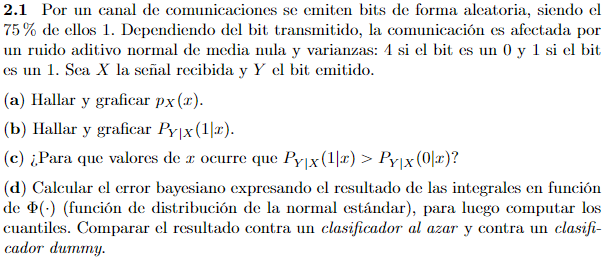 2.1 Por un canal de comunicaciones se emiten bits de forma aleatoria, siendo el
75 % de ellos 1. Dependiendo del bit transmitido, la comunicación es afectada por
un ruido aditivo normal de media nula y varianzas: 4 si el bit es un 0 y 1 si el bit
es un 1. Sea X la señal recibida y Y el bit emitido.
(a) Hallar y graficar p_X(x).
(b) Hallar y graficar P_{Y|X}(1|x).
(c) ¿Para que valores de x ocurre que P_{Y|X}(1|x) > P_{Y|X}(0|x)?
(d) Calcular el error bayesiano expresando el resultado de las integrales en función
de Φ(·) (función de distribución de la normal estándar), para luego computar los
cuantiles. Comparar el resultado contra un clasificador al azar y contra un clasifi-
cador dummy.